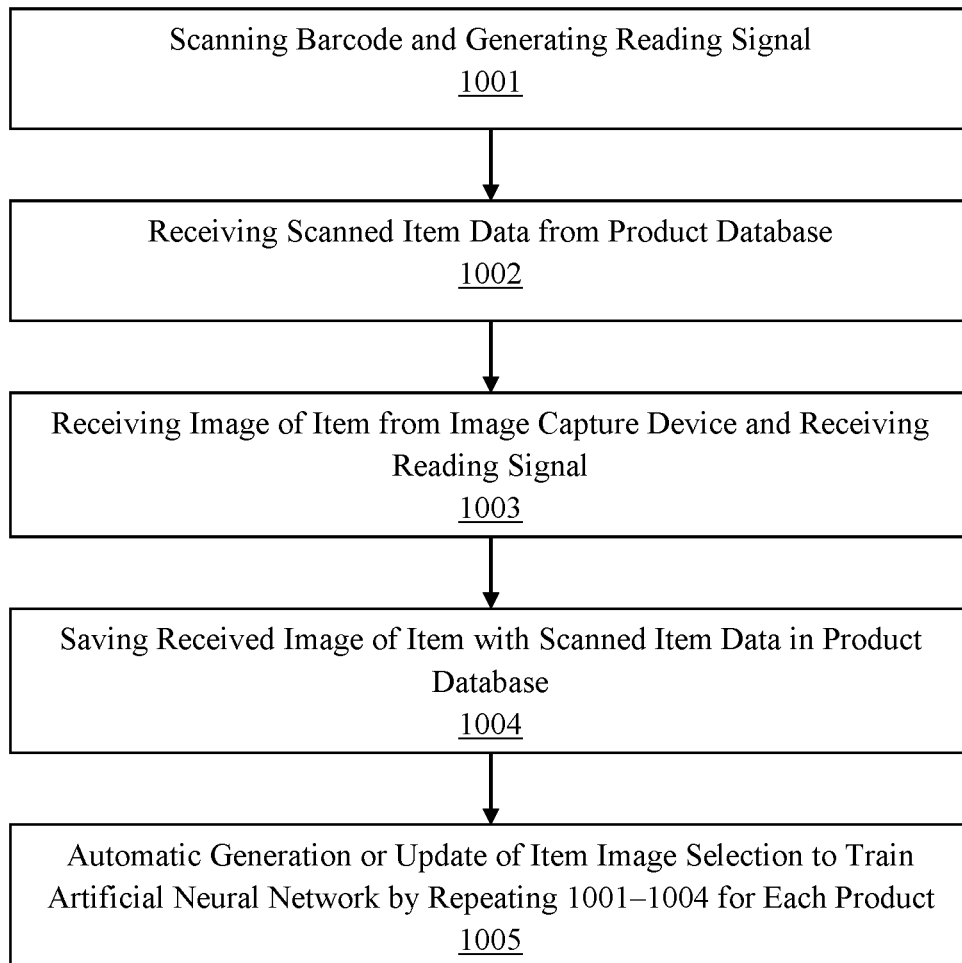 Scanning Barcode and Generating Reading Signal
1001
Receiving Scanned Item Data from Product Database
1002
Receiving Image of Item from Image Capture Device and Receiving
Reading Signal
1003
Saving Received Image of Item with Scanned Item Data in Product
Database
1004
Automatic Generation or Update of Item Image Selection to Train
Artificial Neural Network by Repeating 1001–1004 for Each Product
1005